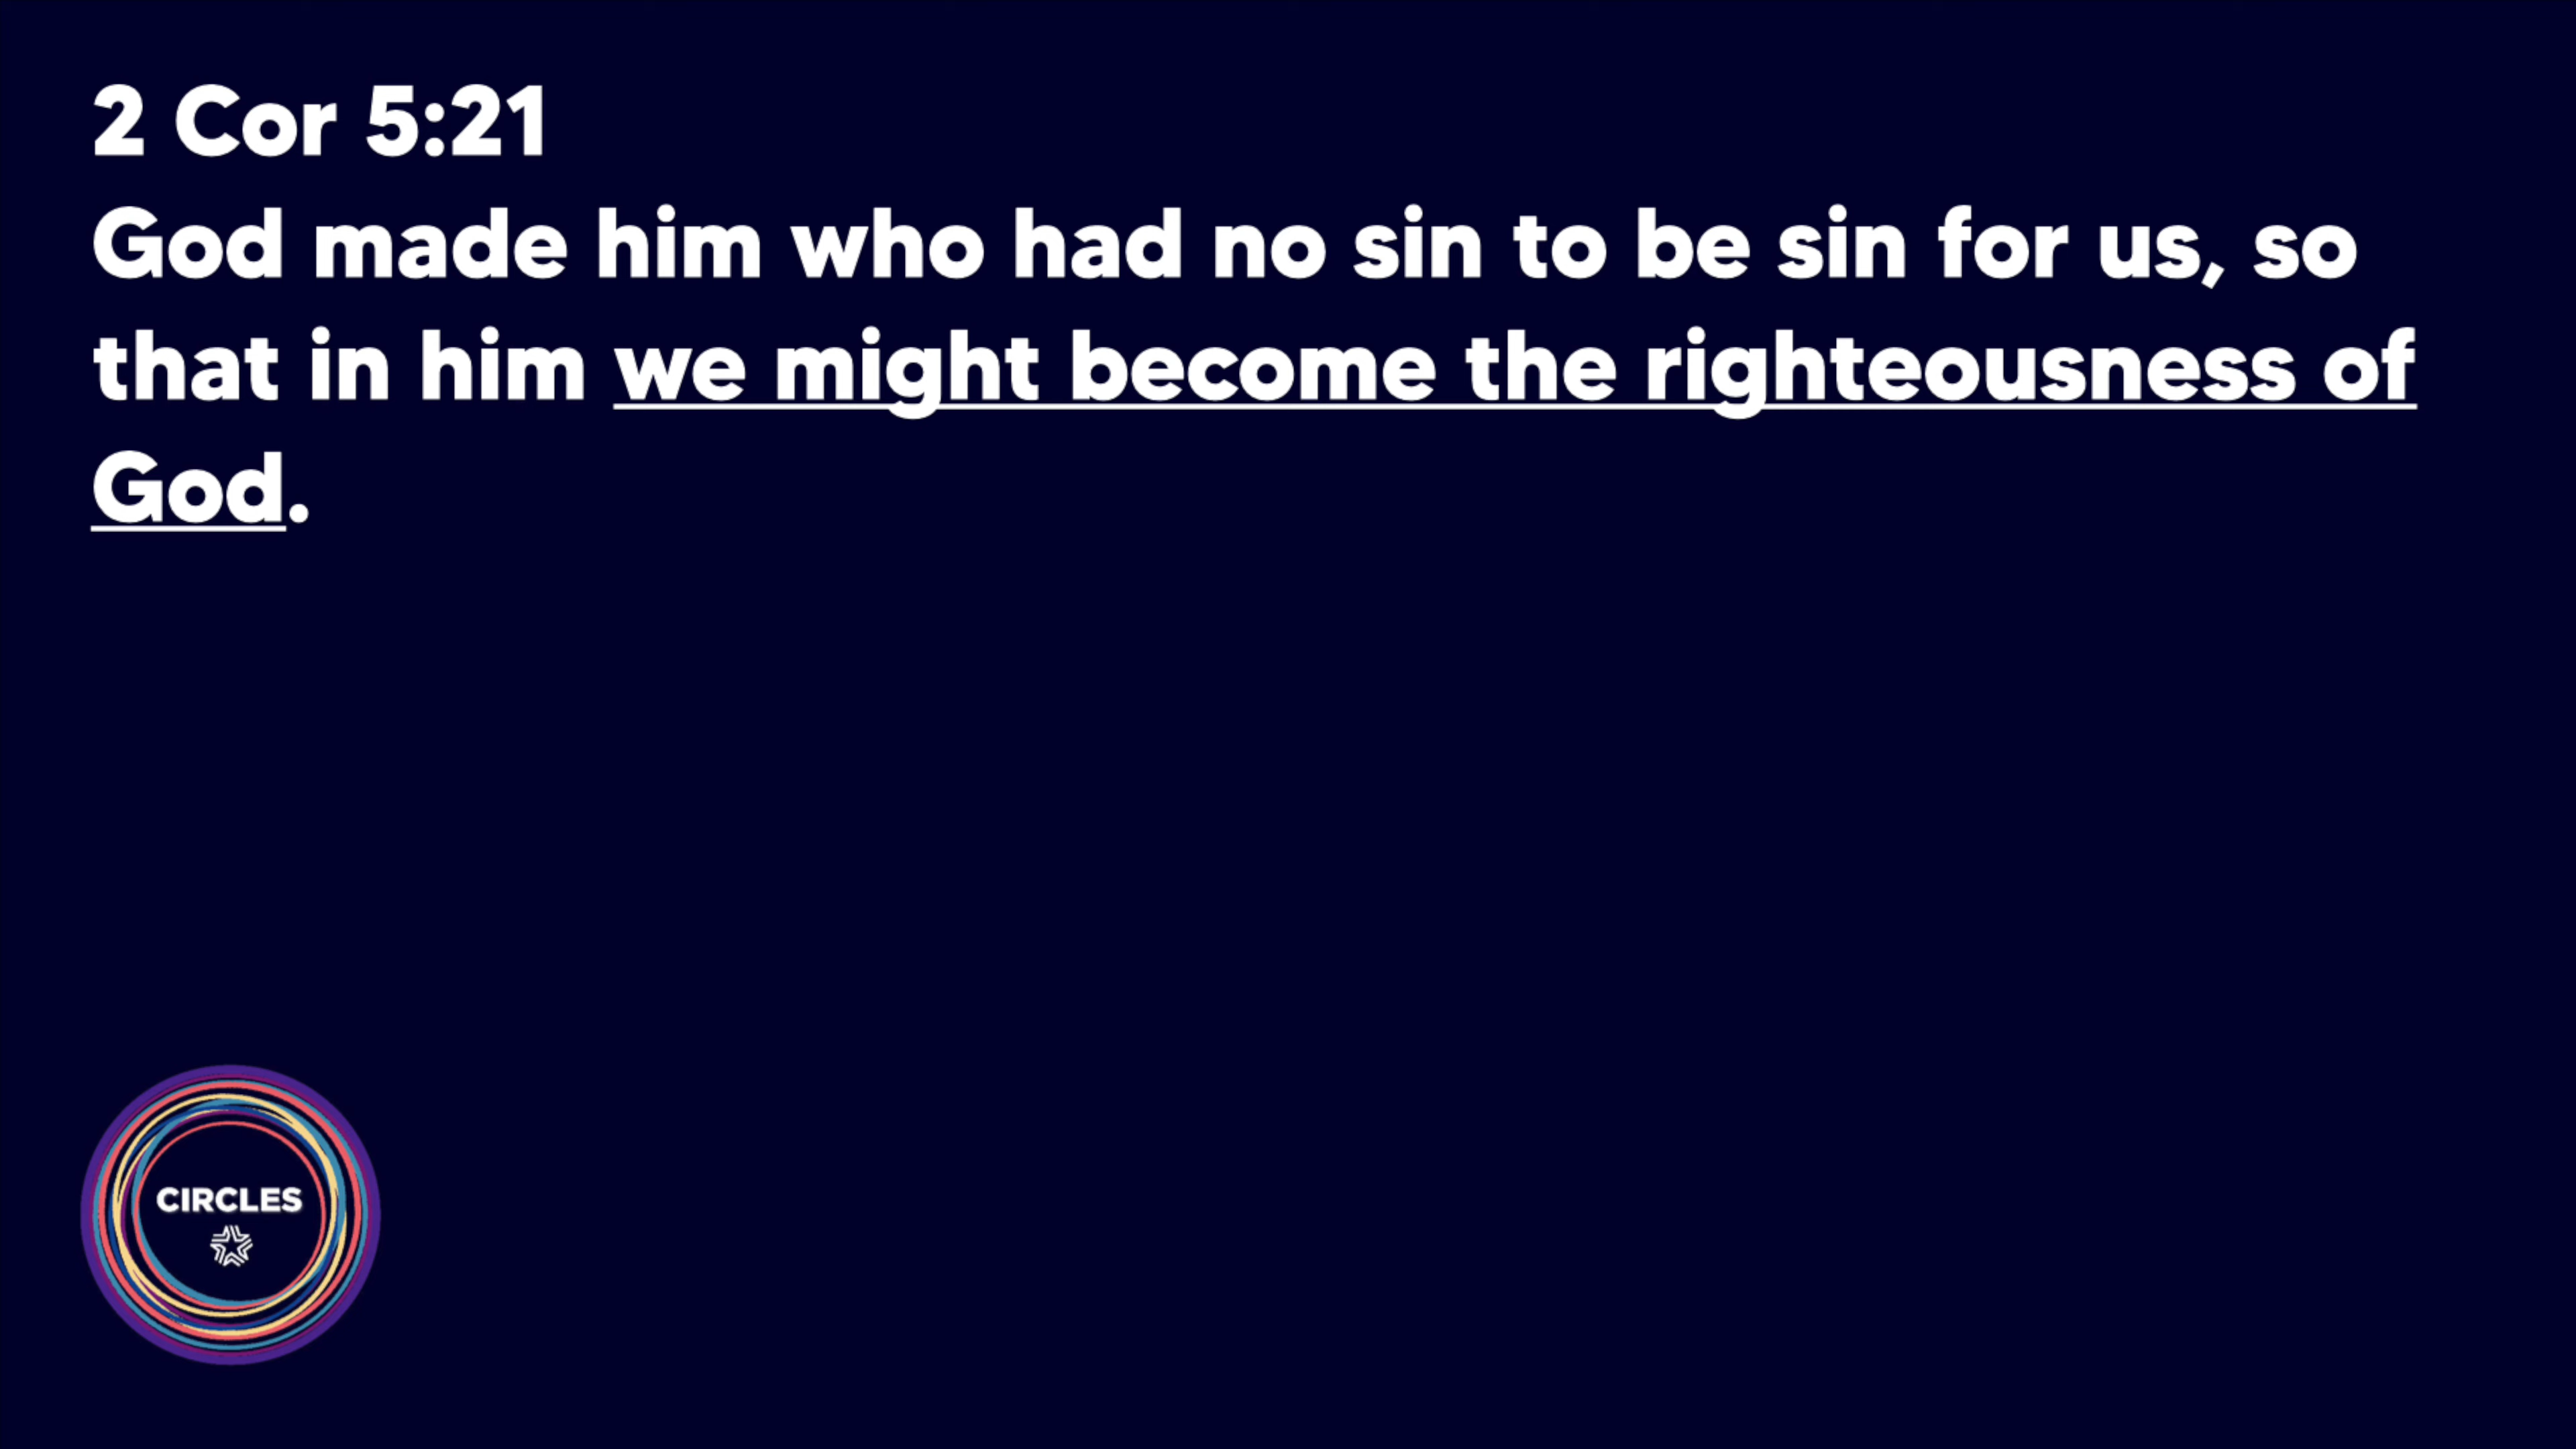 2 Cor 5:21
God made him who had no sin to be sin for us, so
that in him we might become the righteousness of
God.
CIRCLES